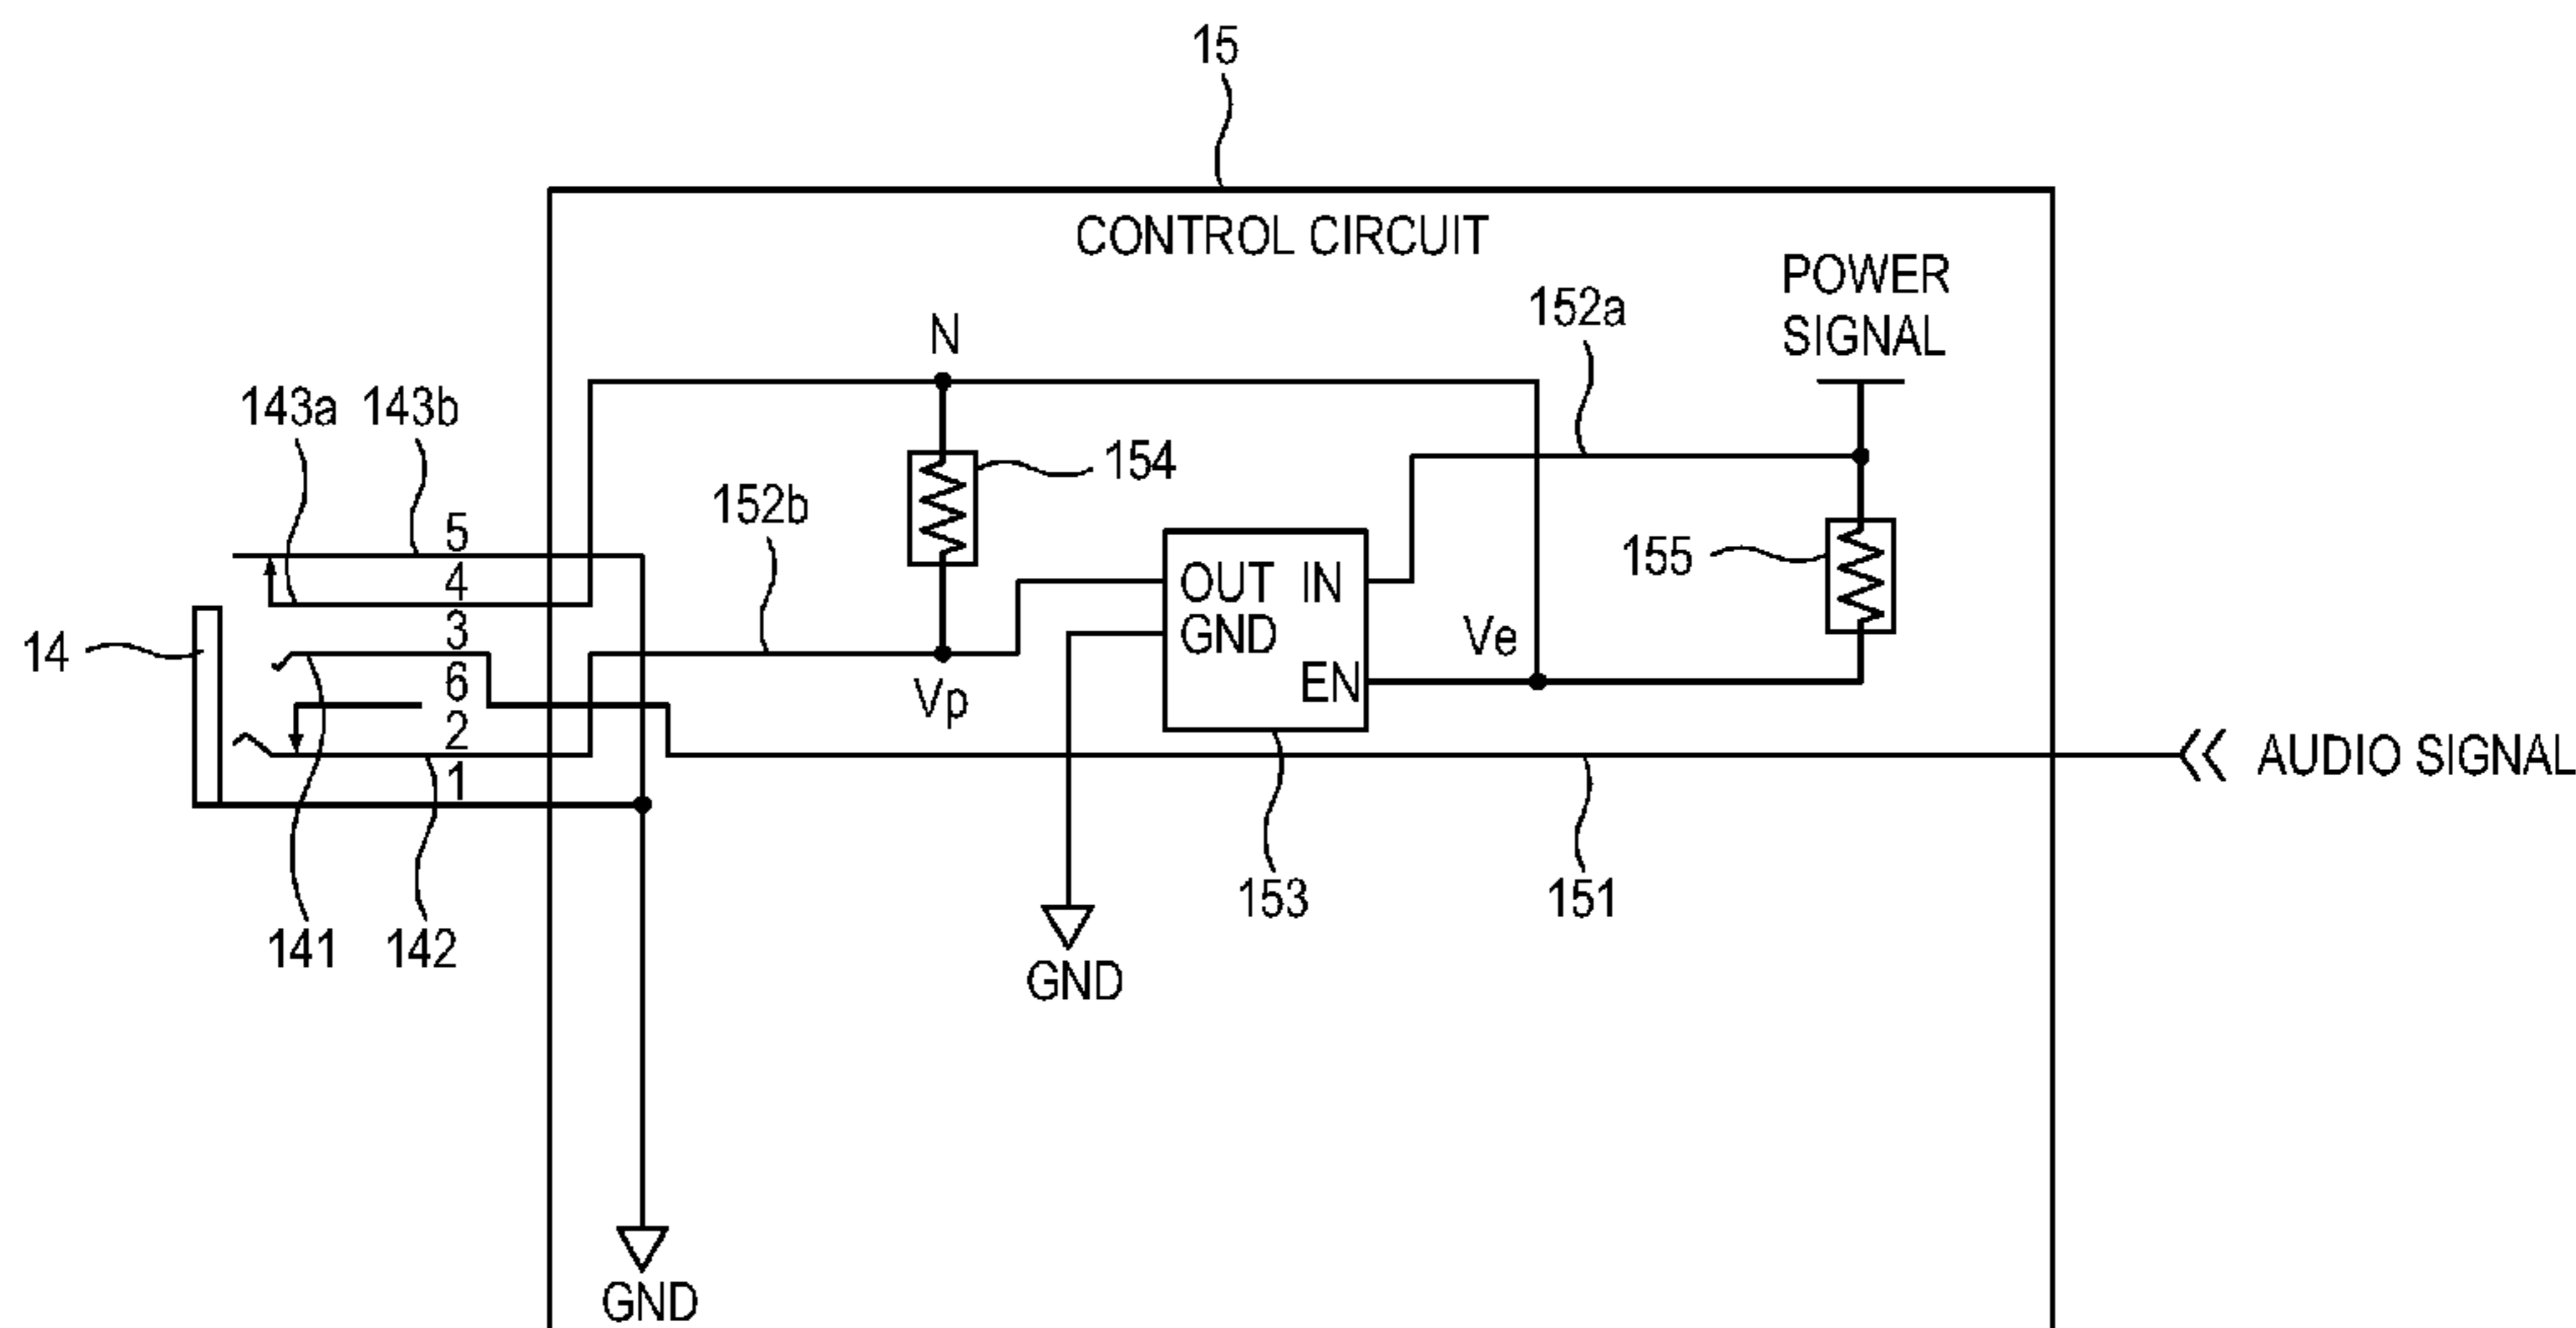 15
CONTROL CIRCUIT
POWER
SIGNAL
152a
N
143a 143b
154
152b
5
155
OUT IN
4
GND
Ve
3
14
6
EN
Vp
2
AUDIO SIGNAL
1
153
151
141 142
GND
GND